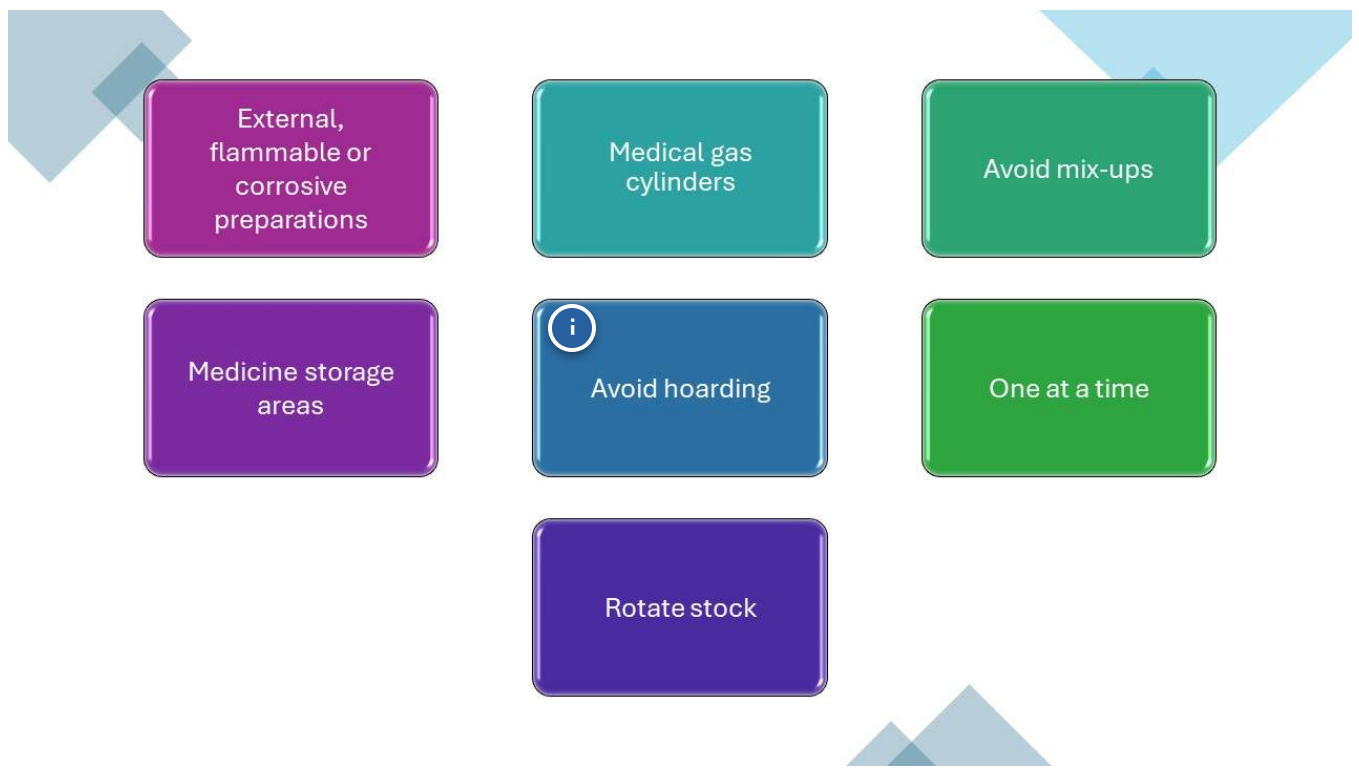 External,
flammable or
corrosive
preparations
Medical gas
cylinders
Avoid mix-ups
Medicine storage
areas
i
Avoid hoarding
One at a time
Rotate stock